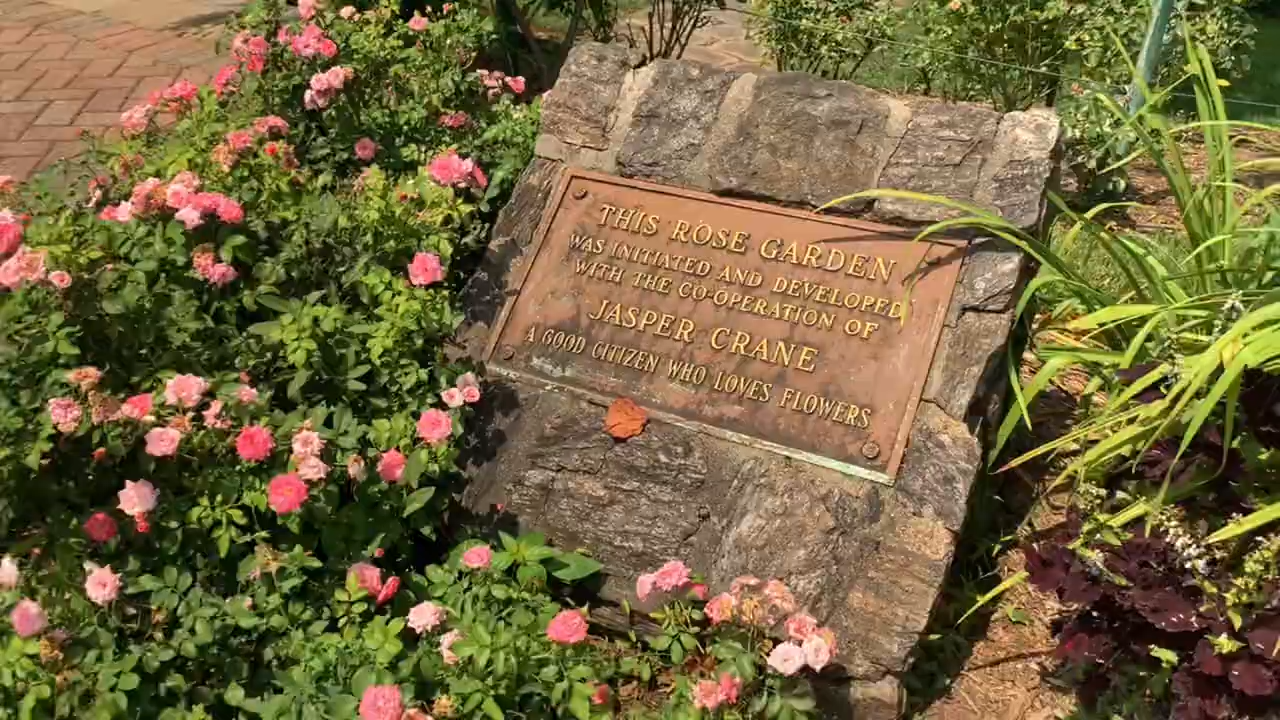 THIS ROSE GARDEN
WAS INITIATED AND DEVELOPED
WITH THE CO-OPERATION OF
JASPER CRANE
A GOOD CITIZEN WHO LOVES FLOWERS